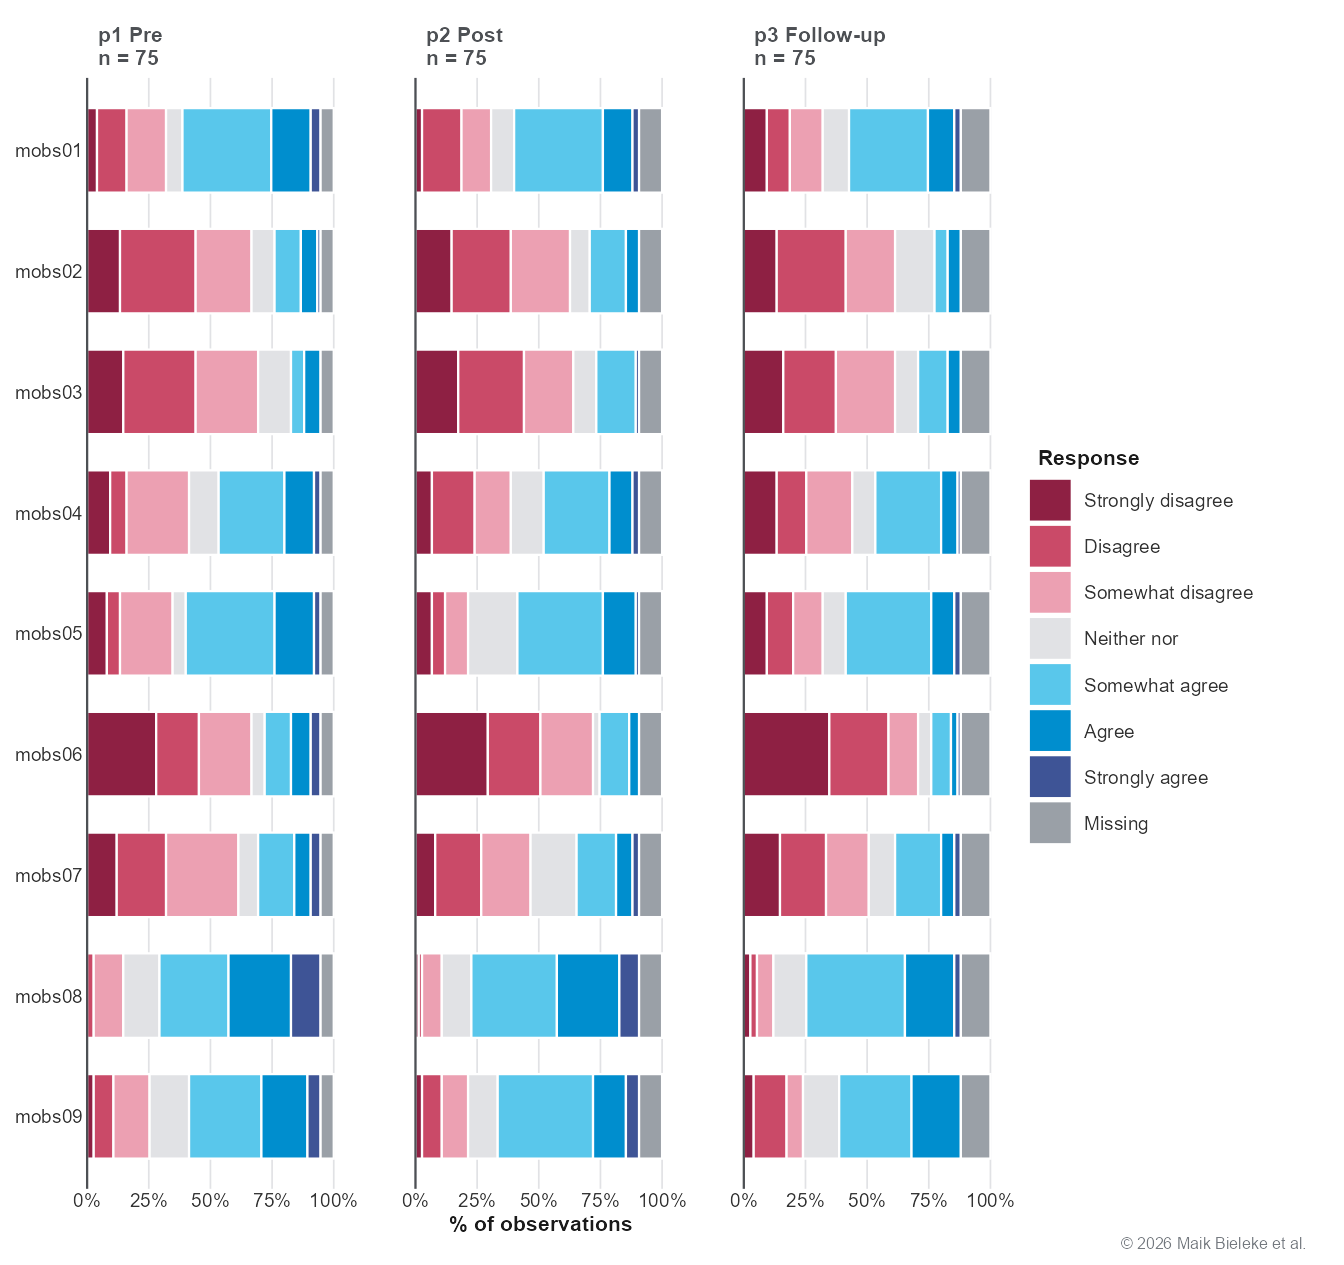 p1 Pre
n = 75
p2 Post
n = 75
p3 Follow-up
n = 75
mobs01
mobs02
mobs03
mobs04
mobs05
mobs06
mobs07
mobs08
mobs09
0% 25% 50% 75% 100%
0% 25% 50% 75% 100%
0% 25% 50% 75% 100%
% of observations
Response
Strongly disagree
Disagree
Somewhat disagree
Neither nor
Somewhat agree
Agree
Strongly agree
Missing
© 2026 Maik Bieleke et al.